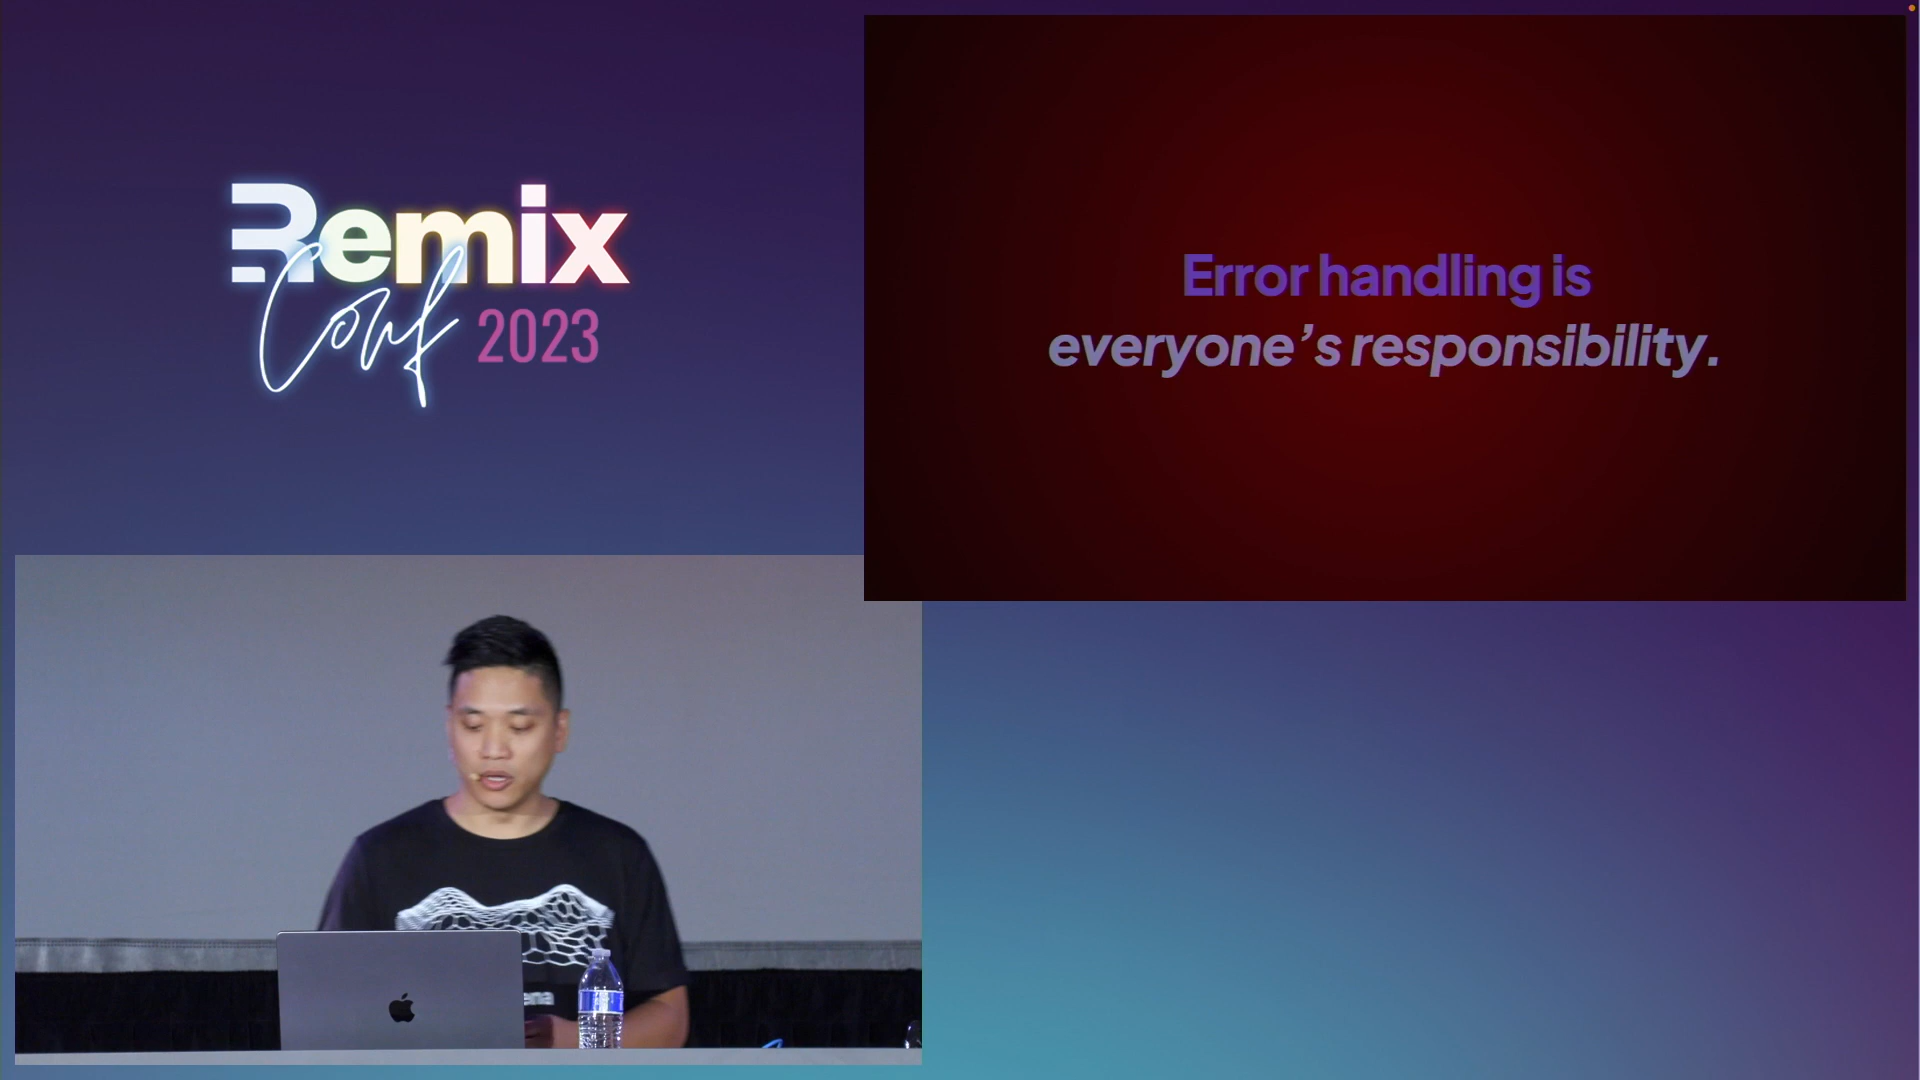 Remix
Conf 2023
Error handling is
everyone’s responsibility.